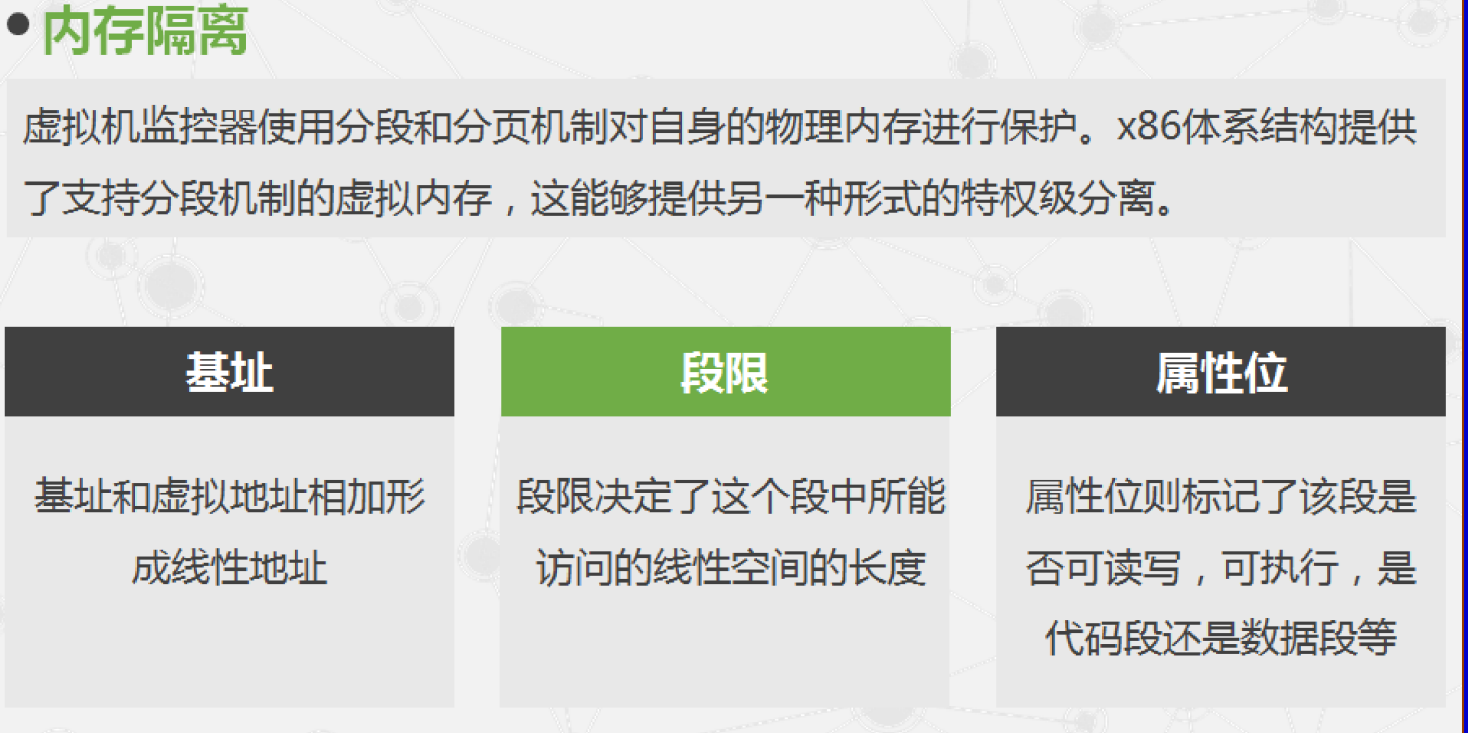 内存隔离
虚拟机监控器使用分段和分页机制对自身的物理内存进行保护。x86体系结构提供
了支持分段机制的虚拟内存，这能够提供另一种形式的特权级分离。
基址
段限
属性位
基址和虚拟地址相加形
成线性地址
段限决定了这个段中所能
访问的线性空间的长度
属性位则标记了该段是
否可读写，可执行，是
代码段还是数据段等